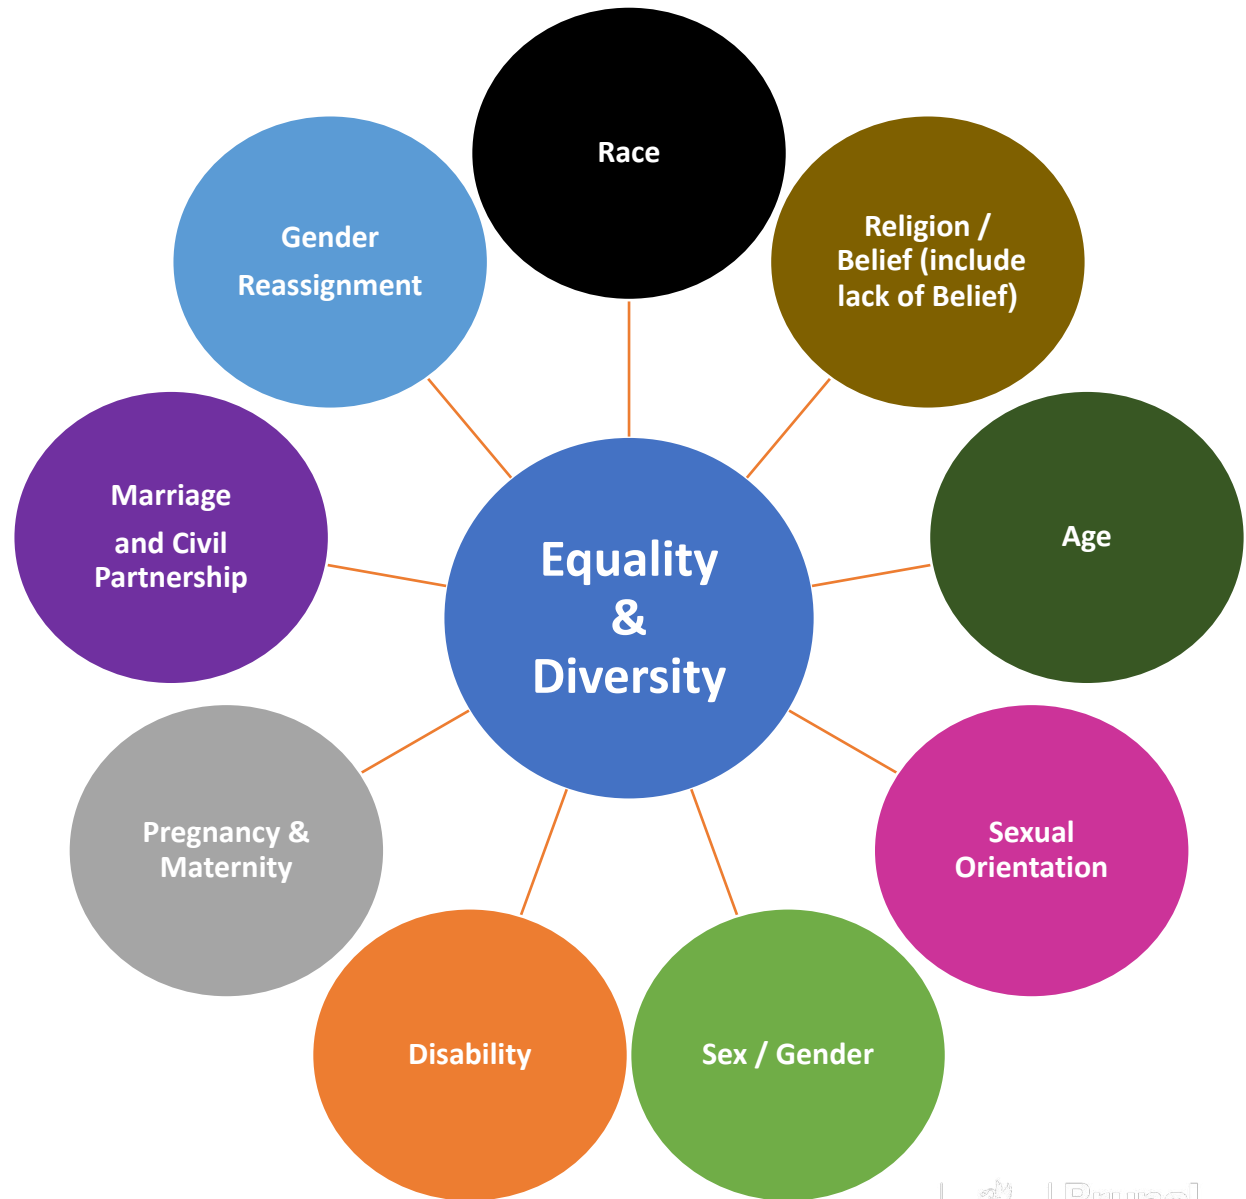 Race
Religion /
Belief (include
lack of Belief)
Age
Sexual
Orientation
Sex / Gender
Disability
Pregnancy &
Maternity
Marriage
and Civil
Partnership
Gender
Reassignment
Equality
&
Diversity